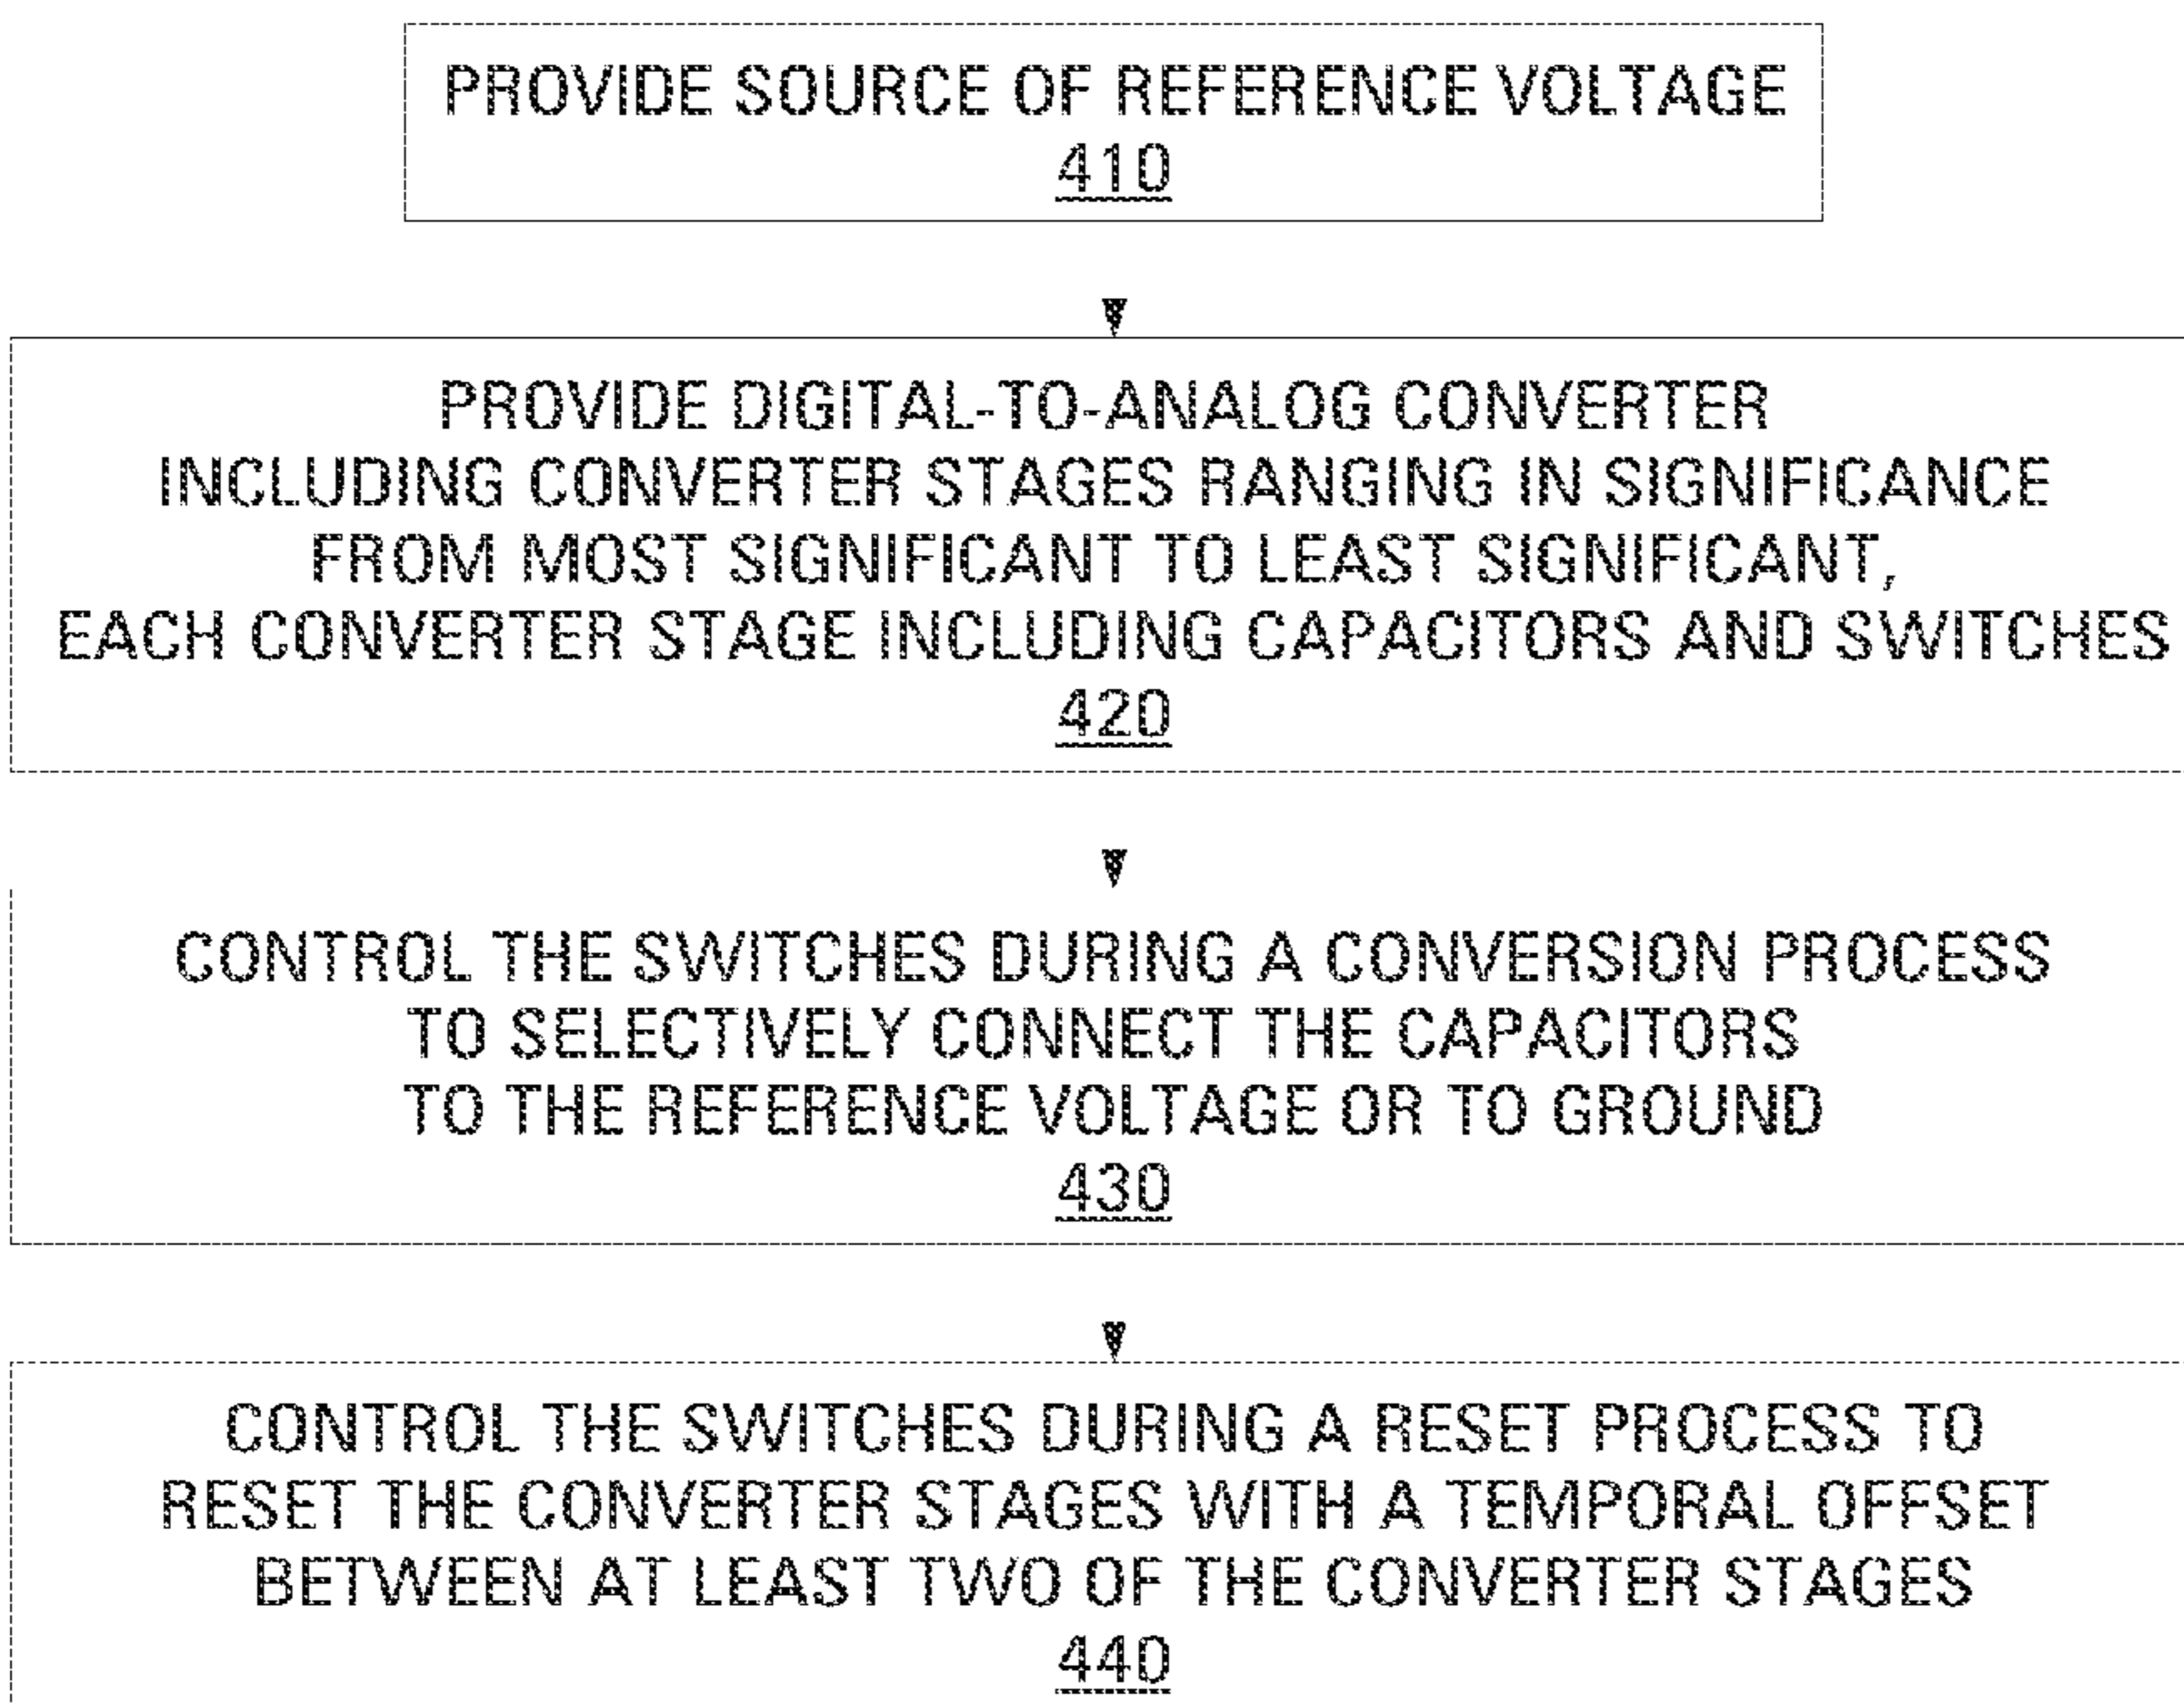 PROVIDE SOURCE OF REFERENCE VOLTAGE
410
PROVIDE DIGITAL-TO-ANALOG CONVERTER
INCLUDING CONVERTER STAGES RANGING IN SIGNIFICANCE
FROM MOST SIGNIFICANT TO LEAST SIGNIFICANT,
EACH CONVERTER STAGE INCLUDING CAPACITORS AND SWITCHES
420
CONTROL THE SWITCHES DURING A CONVERSION PROCESS
TO SELECTIVELY CONNECT THE CAPACITORS
TO THE REFERENCE VOLTAGE OR TO GROUND
430
CONTROL THE SWITCHES DURING A RESET PROCESS TO
RESET THE CONVERTER STAGES WITH A TEMPORAL OFFSET
BETWEEN AT LEAST TWO OF THE CONVERTER STAGES
440